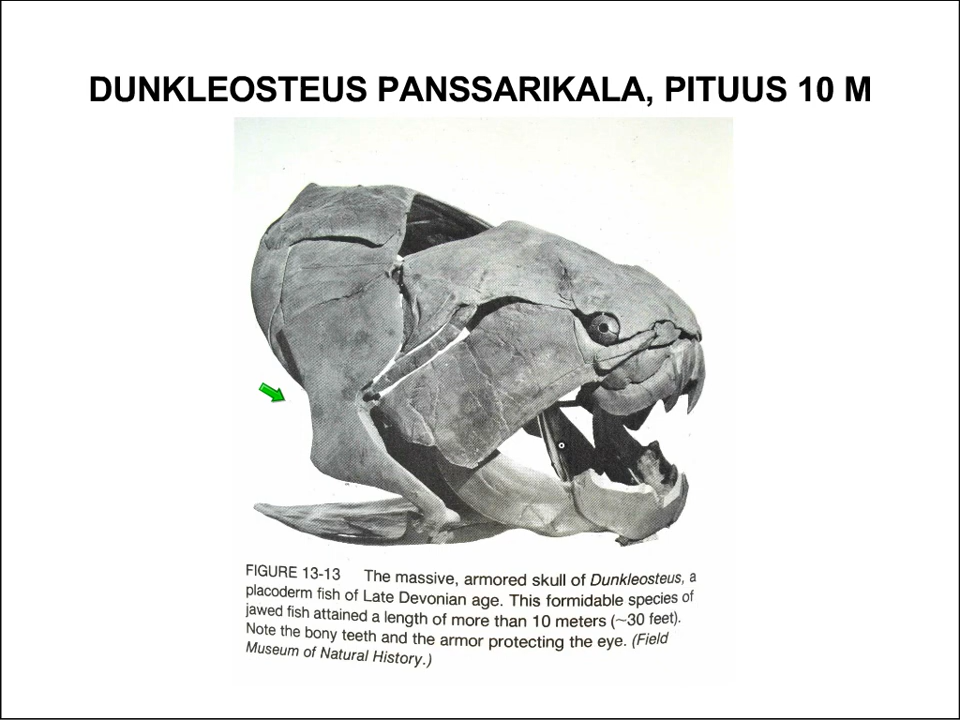 DUNKLEOSTEUS PANSSARIKALA, PITUUS 10 M
FIGURE 13-13 The massive, armored skull of Dunkleosteus, a
placoderm fish of Late Devonian age. This formidable species of
jawed fish attained a length of more than 10 meters (~30 feet).
Note the bony teeth and the armor protecting the eye. (Field
Museum of Natural History.)